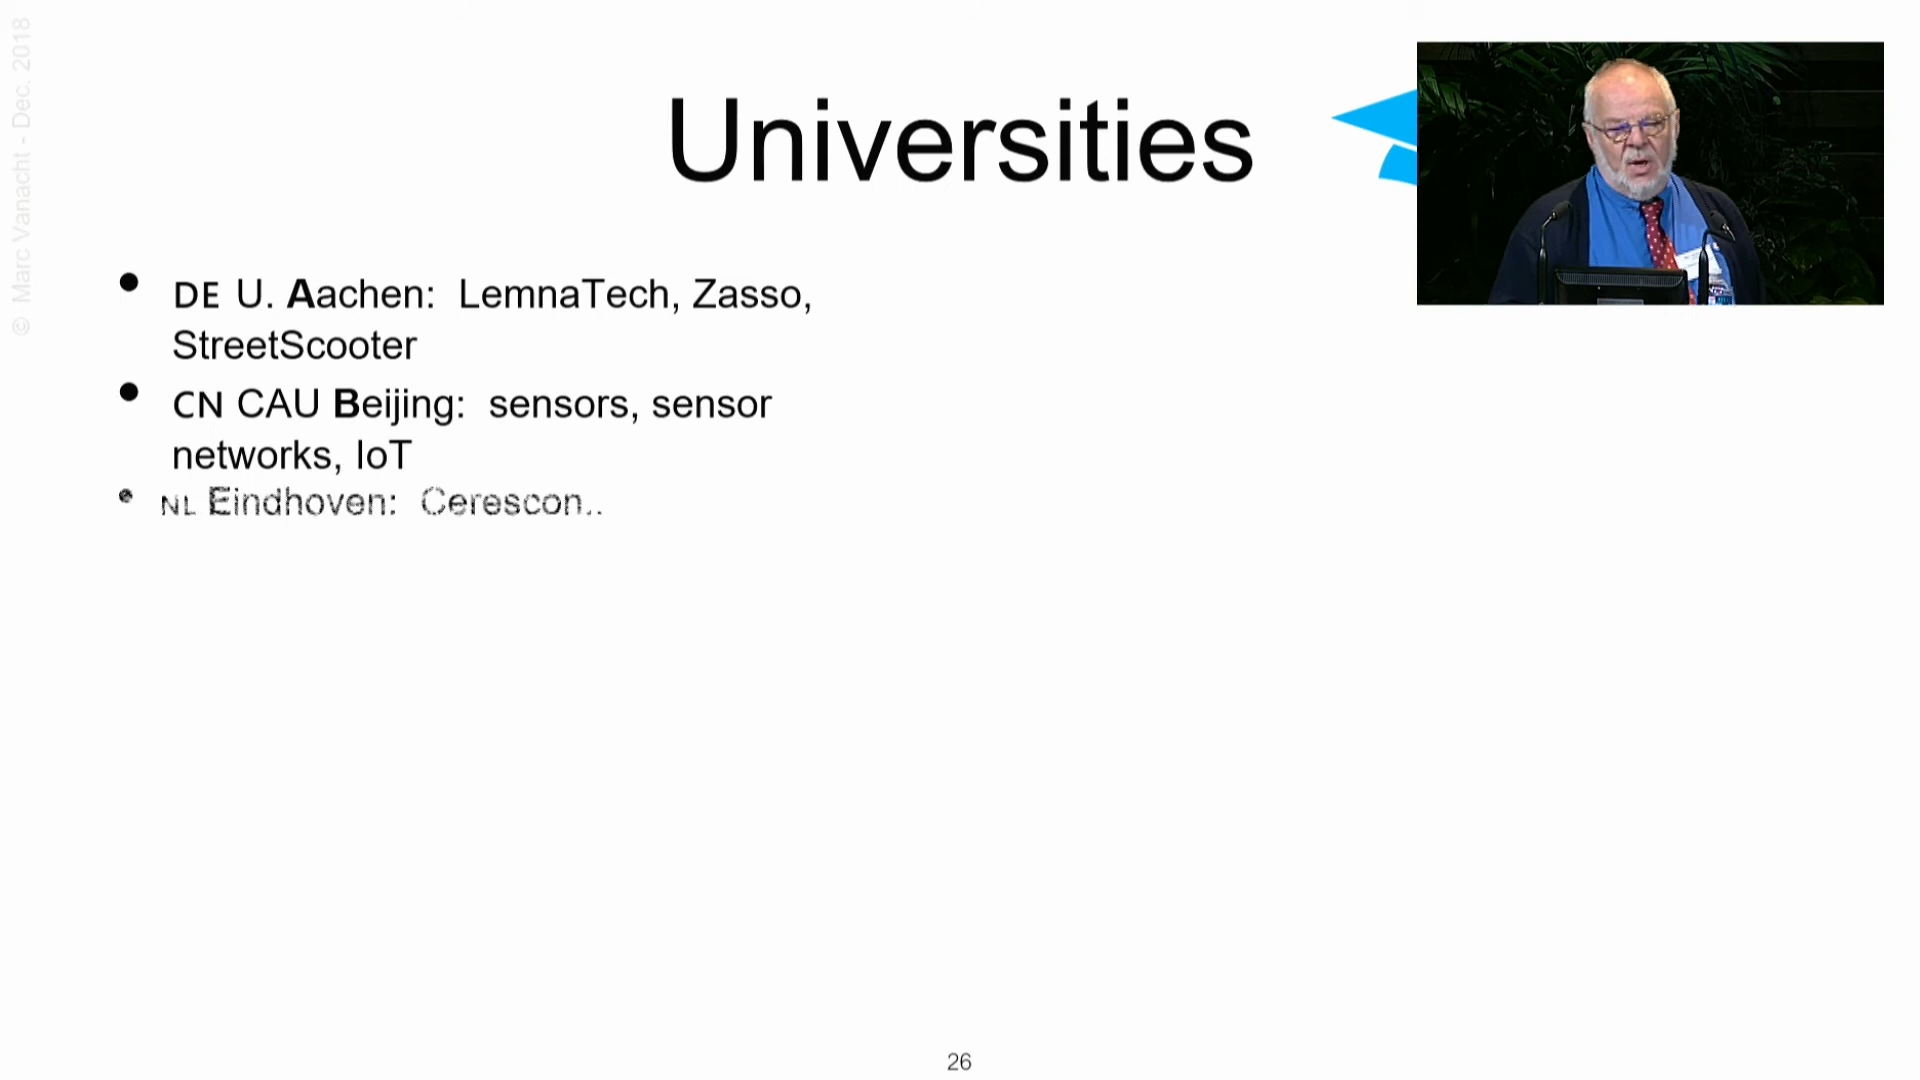 © Marc Vanacht - Dec. 2018
Universities
• DE U. Aachen: LemnaTech, Zasso,
StreetScooter
• CN CAU Beijing: sensors, sensor
networks, IoT
• NL Eindhoven: Cerescon..
26